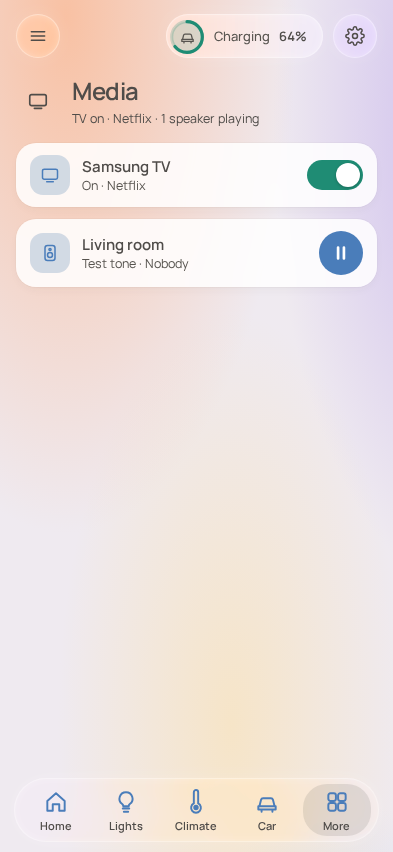 Charging 64%
Media
TV on · Netflix · 1 speaker playing
Samsung TV
On · Netflix
Living room
Test tone · Nobody
Home Lights Climate Car More